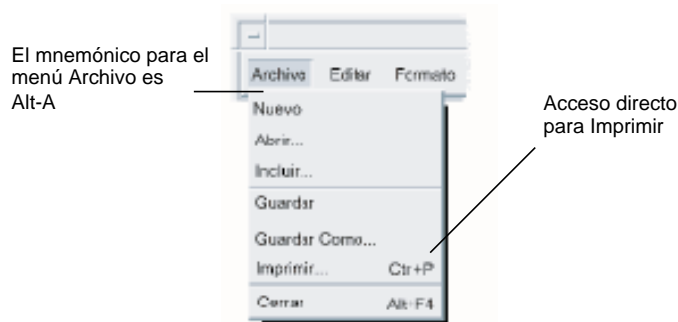 El mnemónico para el
menú Archivo es
Alt-A
Archivo Editar Formato
Nuevo
Abrir...
Incluir...
Guardar
Guardar Como...
Imprimir... Ctr+P
Cerrar Alt+F4
Acceso directo
para Imprimir